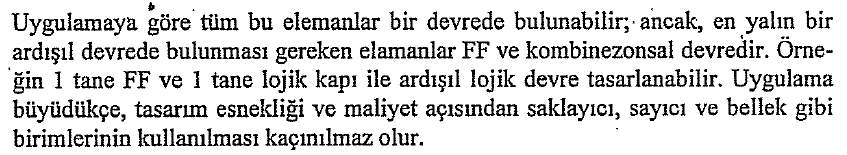 Uygulamaya göre tüm bu elemanlar bir devrede bulunabilir; ancak, en yalın bir
ardışıl devrede bulunması gereken elamanlar FF ve kombinezonsal devredir. Örne-
ğin 1 tane FF ve 1 tane lojik kapı ile ardışıl lojik devre tasarlanabilir. Uygulama
büyüdükçe, tasarım esnekliği ve maliyet açısından saklayıcı, sayıcı ve bellek gibi
birimlerinin kullanılması kaçınılmaz olur.